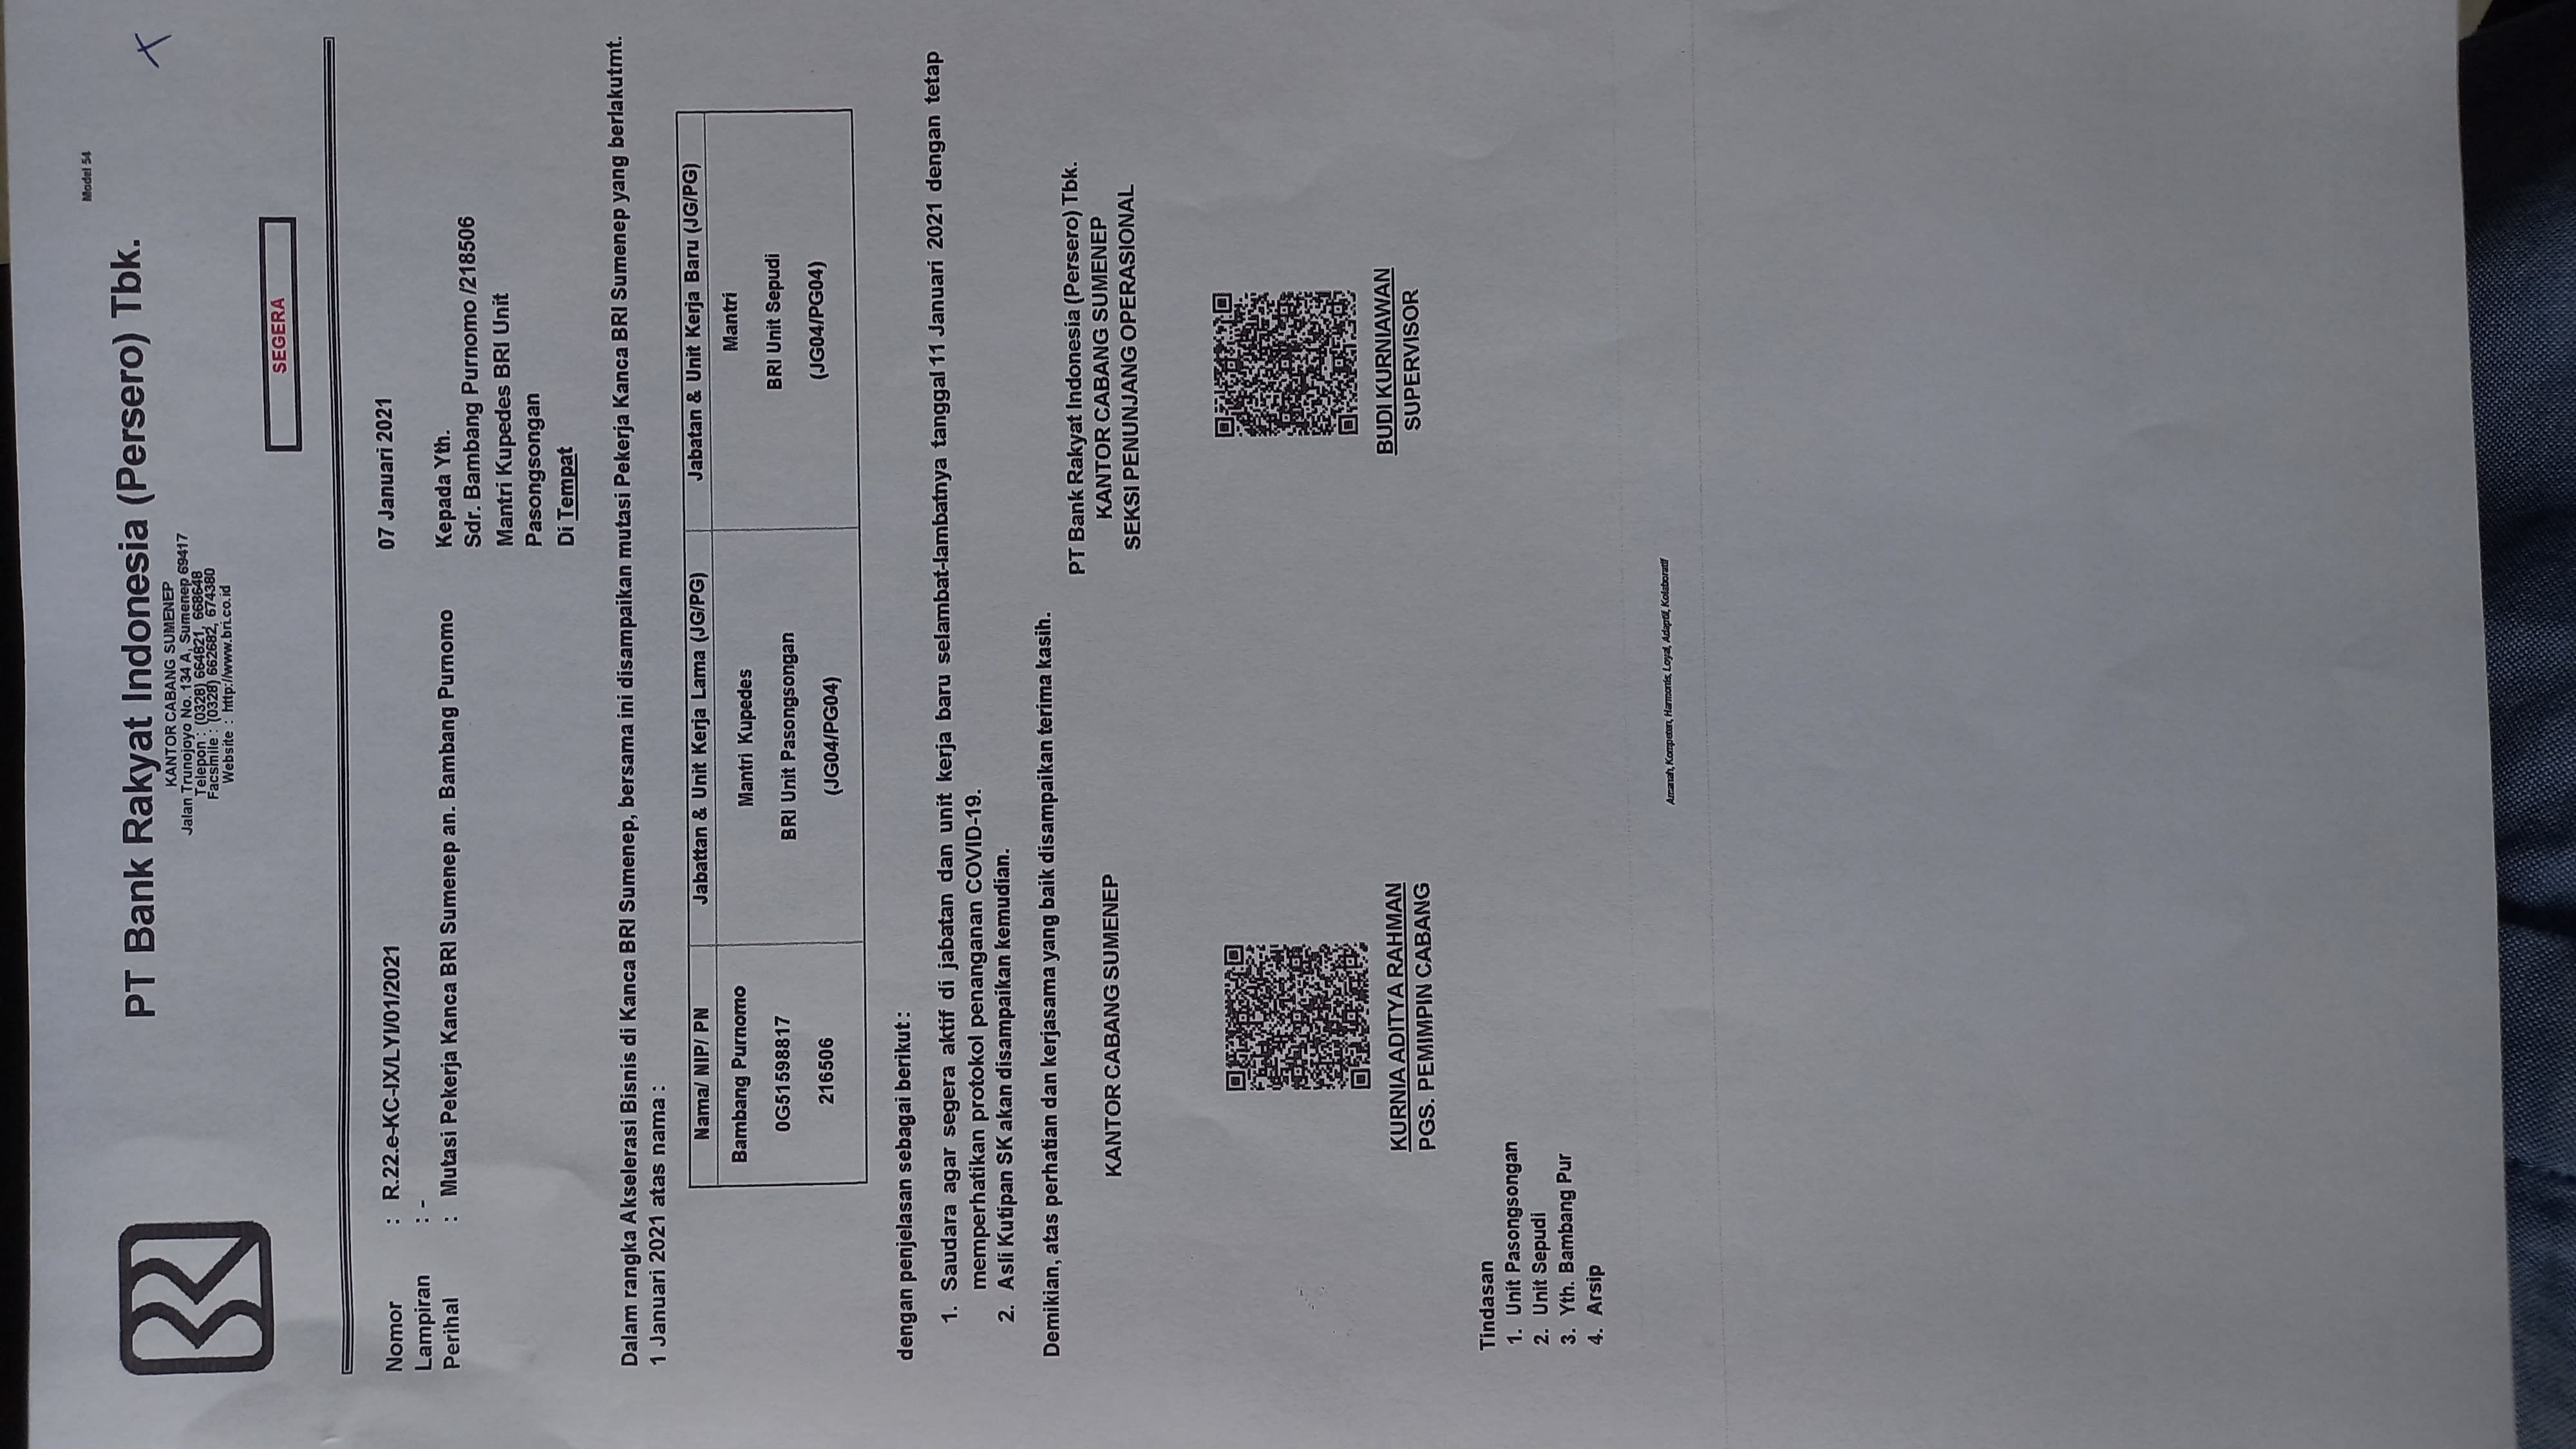 Model 54
BRI
PT Bank Rakyat Indonesia (Persero) Tbk.
KANTOR CABANG SUMENEP
Jalan Trunojoyo No. 134 A, Sumenep 69417
Telepon : (0328) 664821, 668648
Facsimile : (0328) 662682, 674380
Website : http://www.bri.co.id
SEGERA
Nomor : R.22.e-KC-IX/LYI/01/2021
07 Januari 2021
Lampiran : -
Perihal : Mutasi Pekerja Kanca BRI Sumenep an. Bambang Purnomo
Kepada Yth.
Sdr. Bambang Purnomo /218506
Mantri Kupedes BRI Unit
Pasongsongan
Di Tempat
Dalam rangka Akselerasi Bisnis di Kanca BRI Sumenep, bersama ini disampaikan mutasi Pekerja Kanca BRI Sumenep yang berlakutmt.
1 Januari 2021 atas nama :
Nama/ NIP/ PN
Jabattan & Unit Kerja Lama (JG/PG)
Jabatan & Unit Kerja Baru (JG/PG)
Bambang Purnomo
0G51598817
216506
Mantri Kupedes
BRI Unit Pasongsongan
(JG04/PG04)
Mantri
BRI Unit Sepudi
(JG04/PG04)
dengan penjelasan sebagai berikut :
1. Saudara agar segera aktif di jabatan dan unit kerja baru selambat-lambatnya tanggal 11 Januari 2021 dengan tetap
memperhatikan protokol penanganan COVID-19.
2. Asli Kutipan SK akan disampaikan kemudian.
Demikian, atas perhatian dan kerjasama yang baik disampaikan terima kasih.
KANTOR CABANG SUMENEP
PT Bank Rakyat Indonesia (Persero) Tbk.
KANTOR CABANG SUMENEP
SEKSI PENUNJANG OPERASIONAL
KURNIA ADITYA RAHMAN
PGS. PEMIMPIN CABANG
BUDI KURNIAWAN
SUPERVISOR
Tindasan
1. Unit Pasongsongan
2. Unit Sepudi
3. Yth. Bambang Pur
4. Arsip
Amanah, Kompeten, Harmonis, Loyal, Adaptif, Kolaboratif